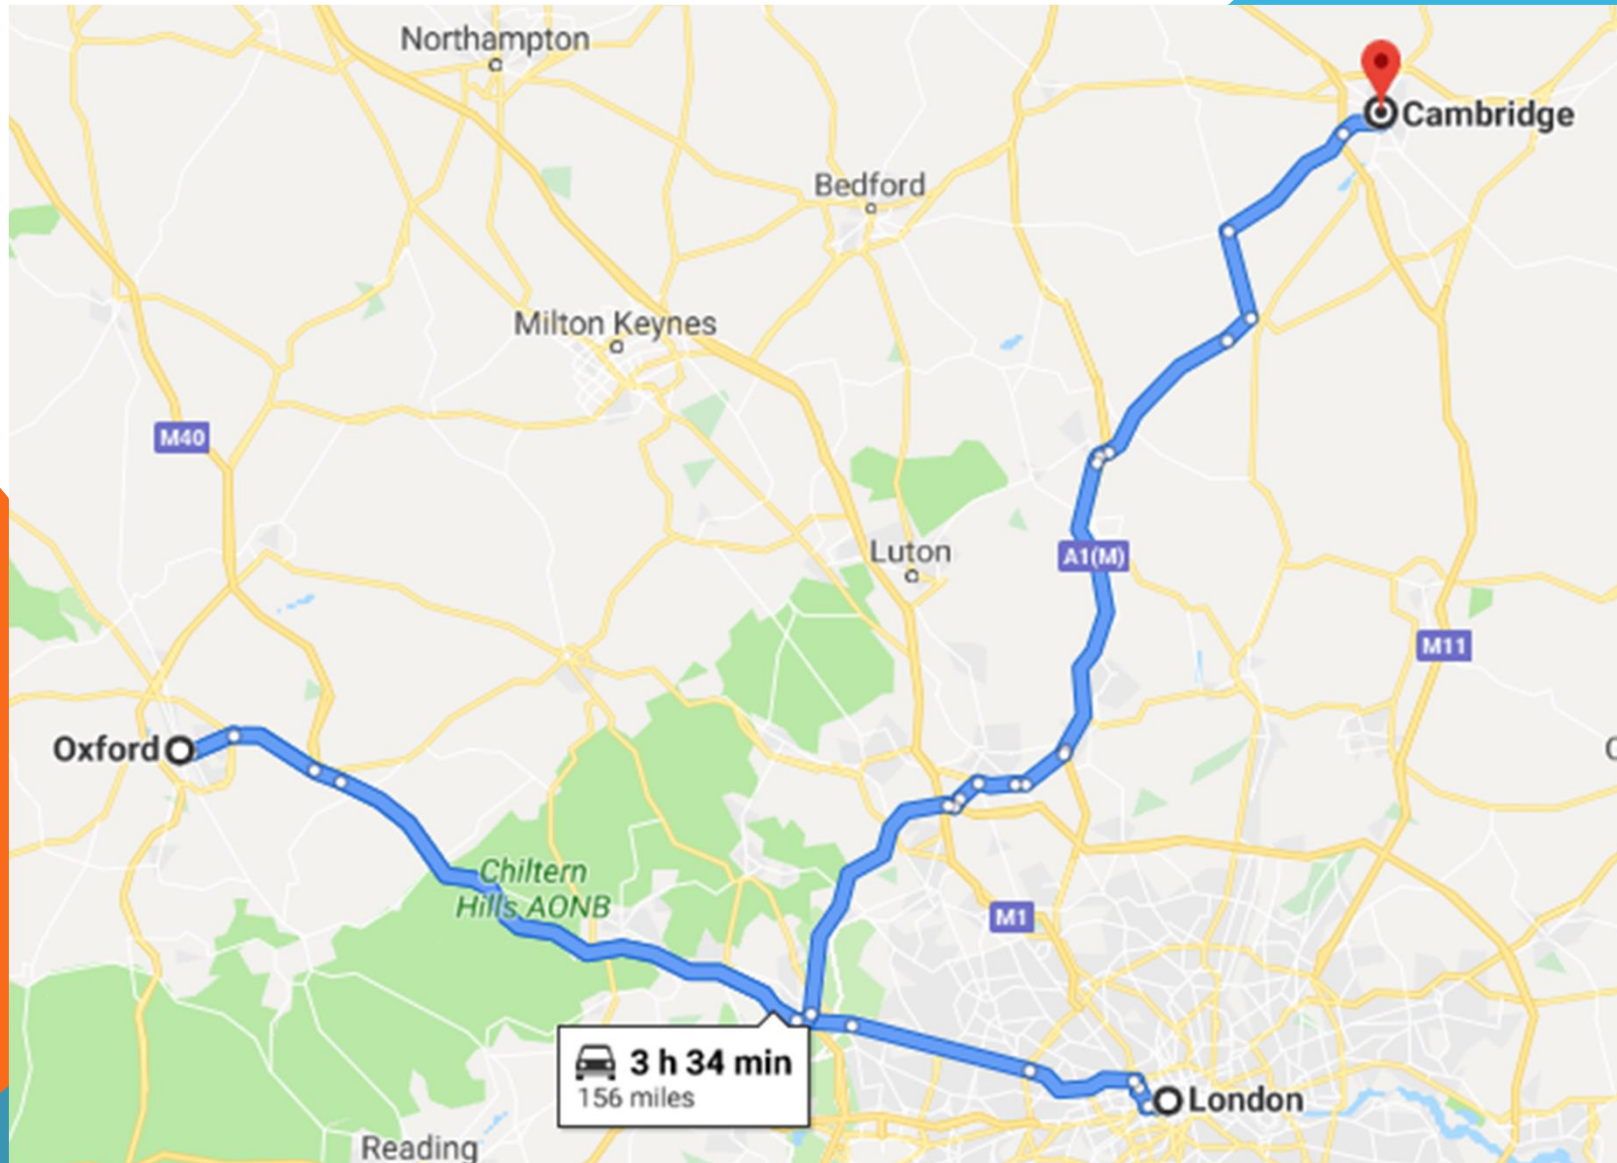 Northampton
Cambridge
Bedford
Milton Keynes
M40
Luton
A1(M)
M11
Oxford
Chiltern
Hills AONB
M1
3 h 34 min
156 miles
London
Reading